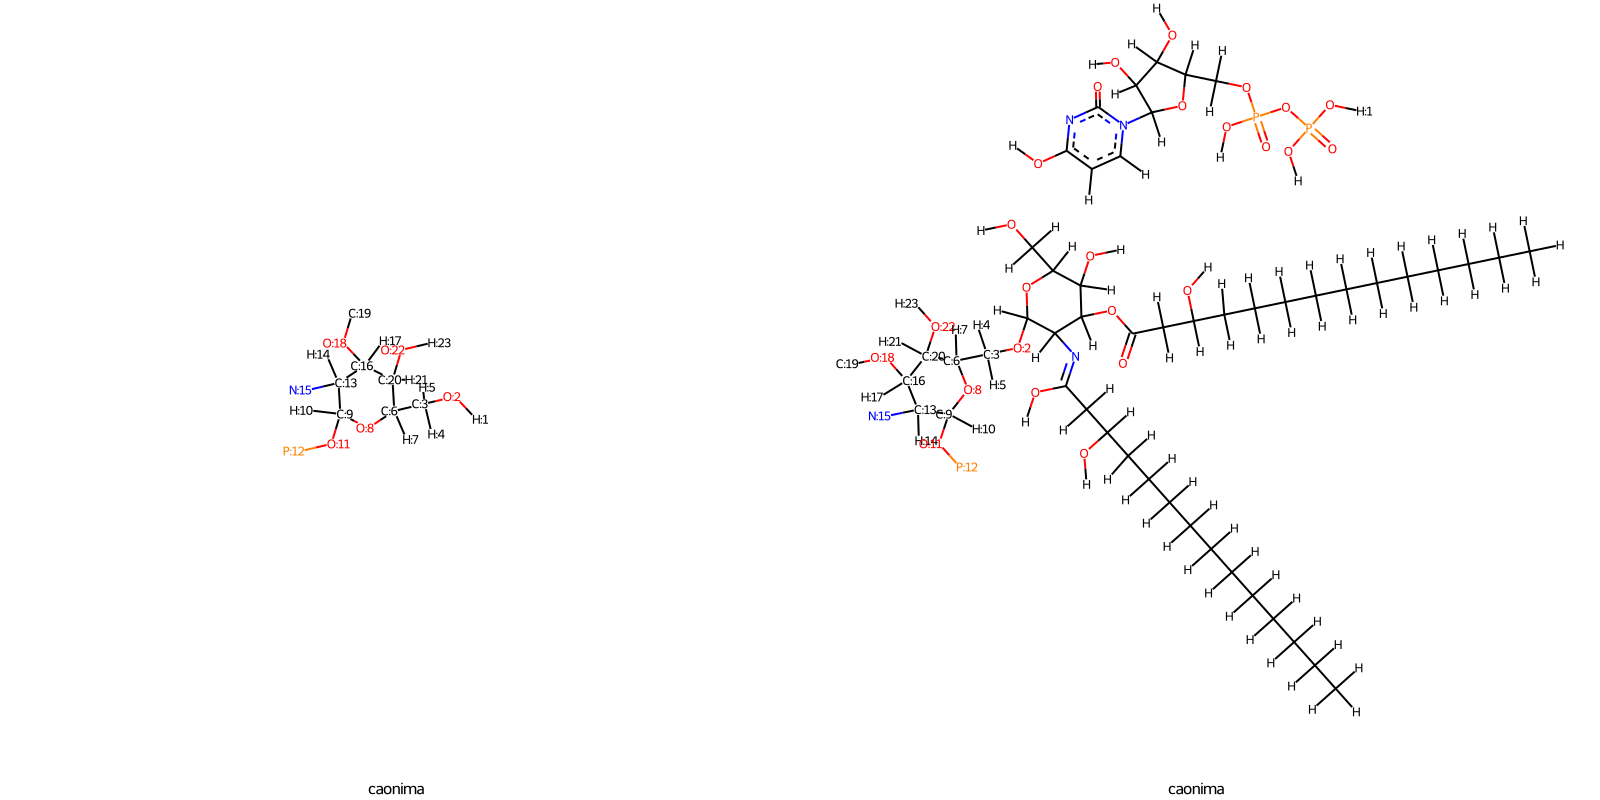 H
O
H H H
H O
H O H
O
N N O O O H:1
O P O P
H O H O O O
H H H
H
O H H H
H O H H H H
H O H H H H H H
O H H H H H H H
H H O H H H H H
H:23 H H H H
C:19 O:22 H:7 H:4 O H H H
O:18 H H H
H:17 H:21 C:20 C:3 O:2 O H H
H:14 O:22 H:23 C:6 H N O
C:16 C:19 O:18 H:5
C:13 C:20 H:21 C:16 O:8 O H
N:15 H:5 H:17 H
C:3 O:2 N:15 C:13 C:9 H H
H:10 C:9 C:6 H:1 H:10 H
O:8 H:4 H:14 O:11 O H
P:12 O:11 H:7 P:12 H
H H H
H H
H H
H H
H H
H H
H H
H H
H H
H H
H H
H H
caonima caonima